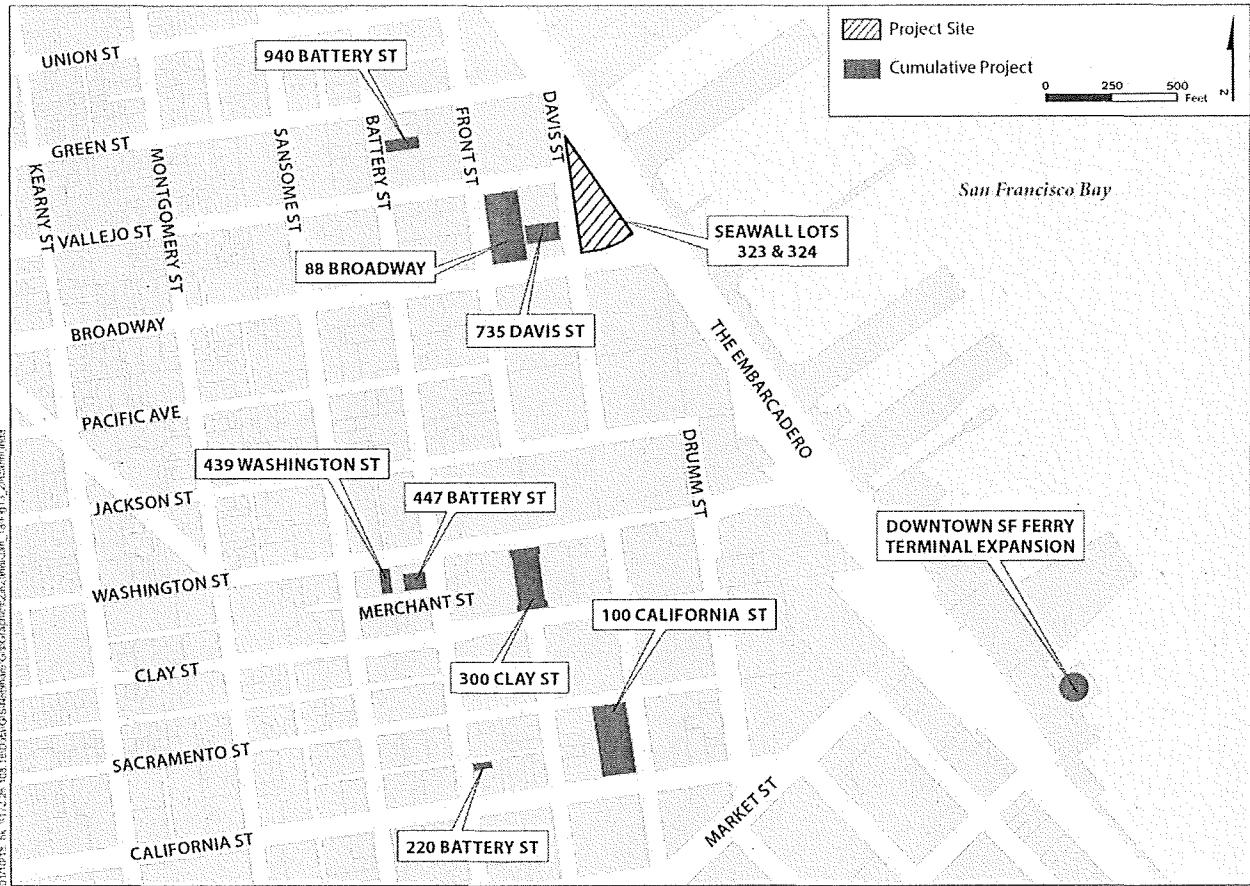 Project Site
Cumulative Project
0 250 500
Feet
N
UNION ST
940 BATTERY ST
GREEN ST
KEARNY ST
MONTGOMERY ST
SANSOME ST
BATTERY ST
FRONT ST
DAVIS ST
San Francisco Bay
VALLEJO ST
SEAWALL LOTS
323 & 324
88 BROADWAY
735 DAVIS ST
BROADWAY
THE EMBARCADERO
PACIFIC AVE
DRUMM ST
439 WASHINGTON ST
447 BATTERY ST
JACKSON ST
DOWNTOWN SF FERRY
TERMINAL EXPANSION
WASHINGTON ST
MERCHANT ST
100 CALIFORNIA ST
CLAY ST
300 CLAY ST
SACRAMENTO ST
MARKET ST
CALIFORNIA ST
220 BATTERY ST